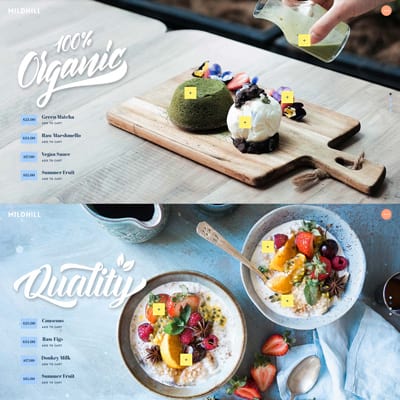 MILDHILL
100%
Organic
Green Matcha
ADD TO CART
Raw Marshmello
ADD TO CART
Vegan Sauce
ADD TO CART
Summer Fruit
ADD TO CART
MILDHILL
Quality
Couscous
ADD TO CART
Raw Figs
ADD TO CART
Donkey Milk
ADD TO CART
Summer Fruit
ADD TO CART